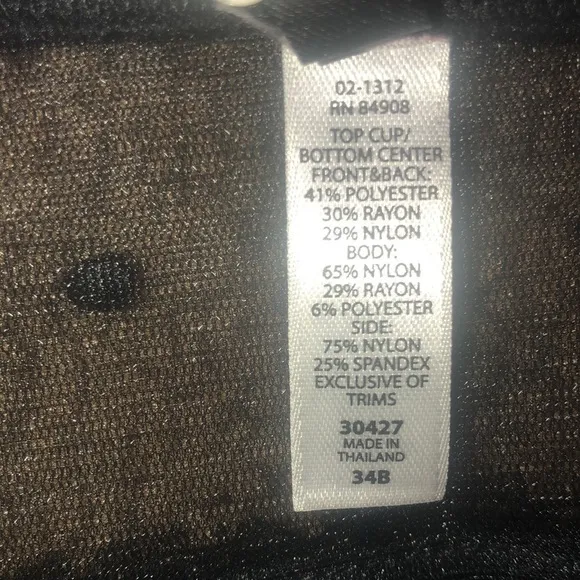 02-1312
RN 84908
TOP CUP/
BOTTOM CENTER
FRONT&BACK:
41% POLYESTER
30% RAYON
29% NYLON
BODY:
65% NYLON
29% RAYON
6% POLYESTER
SIDE:
75% NYLON
25% SPANDEX
EXCLUSIVE OF
TRIMS
30427
MADE IN
THAILAND
34B